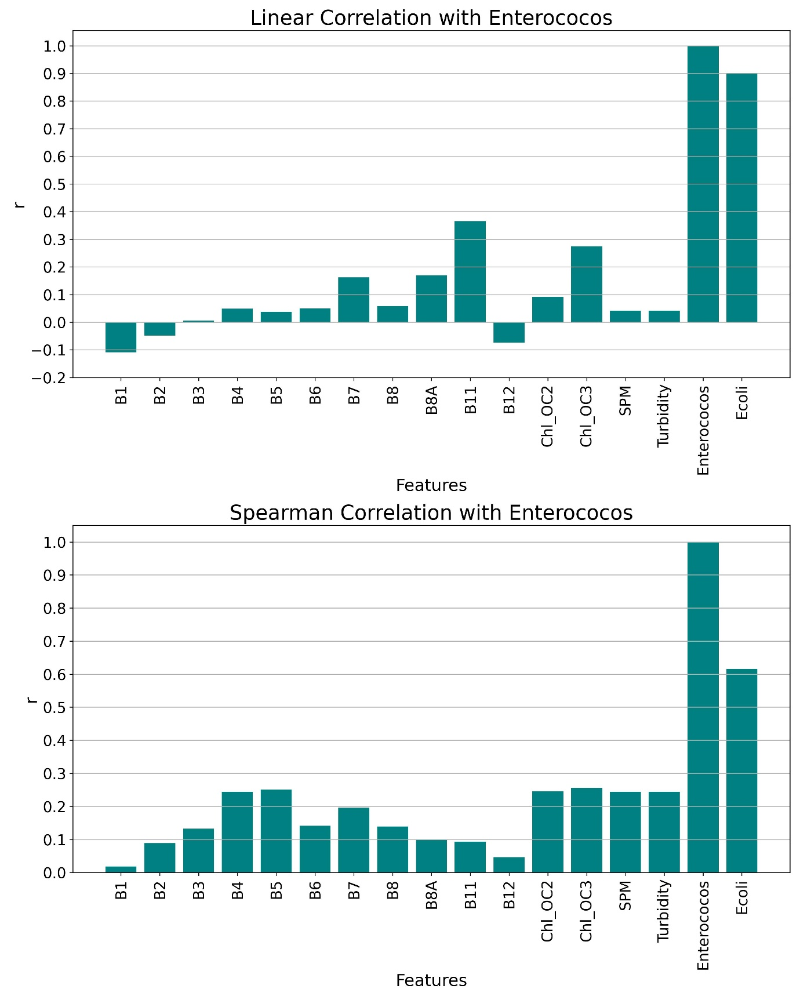 Linear Correlation with Enterococos
1.0
0.9
0.8
0.7
0.6
0.5
0.4
0.3
0.2
0.1
0.0
−0.1
−0.2
r
B1
B2
B3
B4
B5
B6
B7
B8
B8A
B11
B12
Chl_OC2
Chl_OC3
SPM
Turbidity
Enterococos
Ecoli
Features
Spearman Correlation with Enterococos
1.0
0.9
0.8
0.7
0.6
0.5
0.4
0.3
0.2
0.1
0.0
r
B1
B2
B3
B4
B5
B6
B7
B8
B8A
B11
B12
Chl_OC2
Chl_OC3
SPM
Turbidity
Enterococos
Ecoli
Features